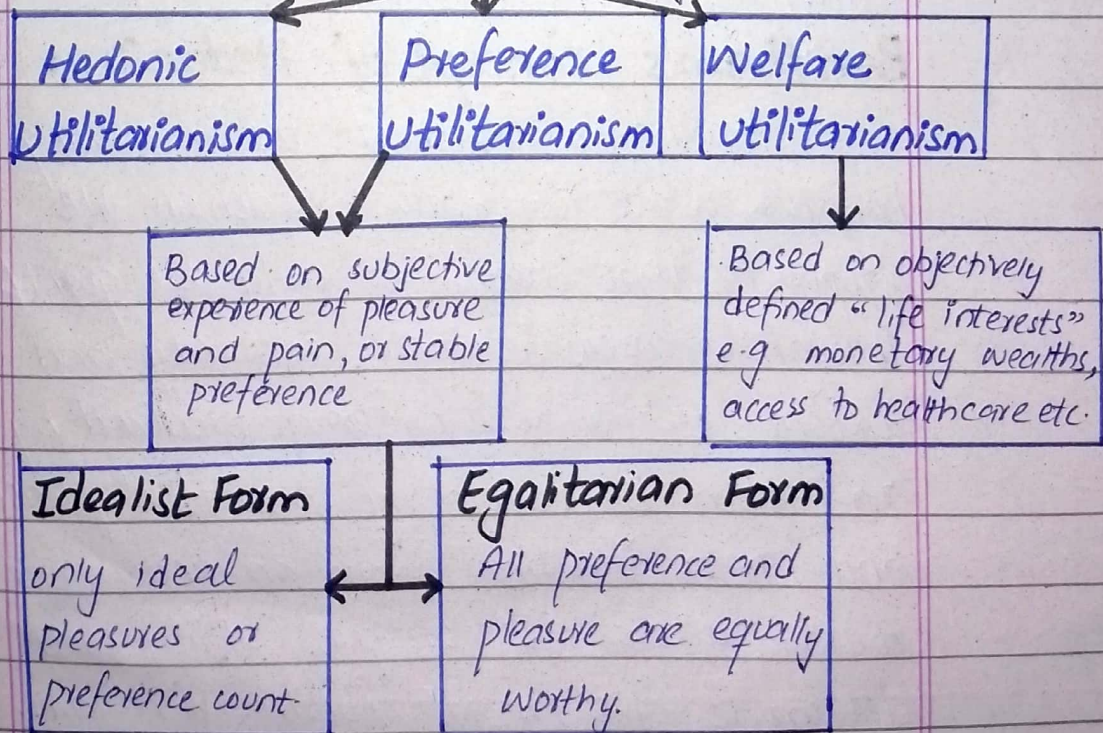 Hedonic
utilitarianism
Preference
utilitarianism
Welfare
utilitarianism
Based on subjective
experience of pleasure
and pain, or stable
preference
Based on objectively
defined "life interests"
e.g monetary wealths,
access to healthcare etc.
Idealist Form
only ideal
pleasures or
preference count.
Egalitarian Form
All preference and
pleasure are equally
worthy.